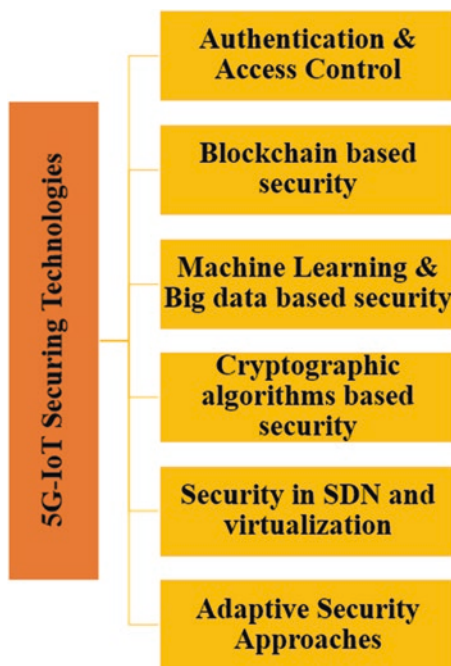 5G-IoT Securing Technologies
Authentication &
Access Control
Blockchain based
security
Machine Learning &
Big data based security
Cryptographic
algorithms based
security
Security in SDN and
virtualization
Adaptive Security
Approaches